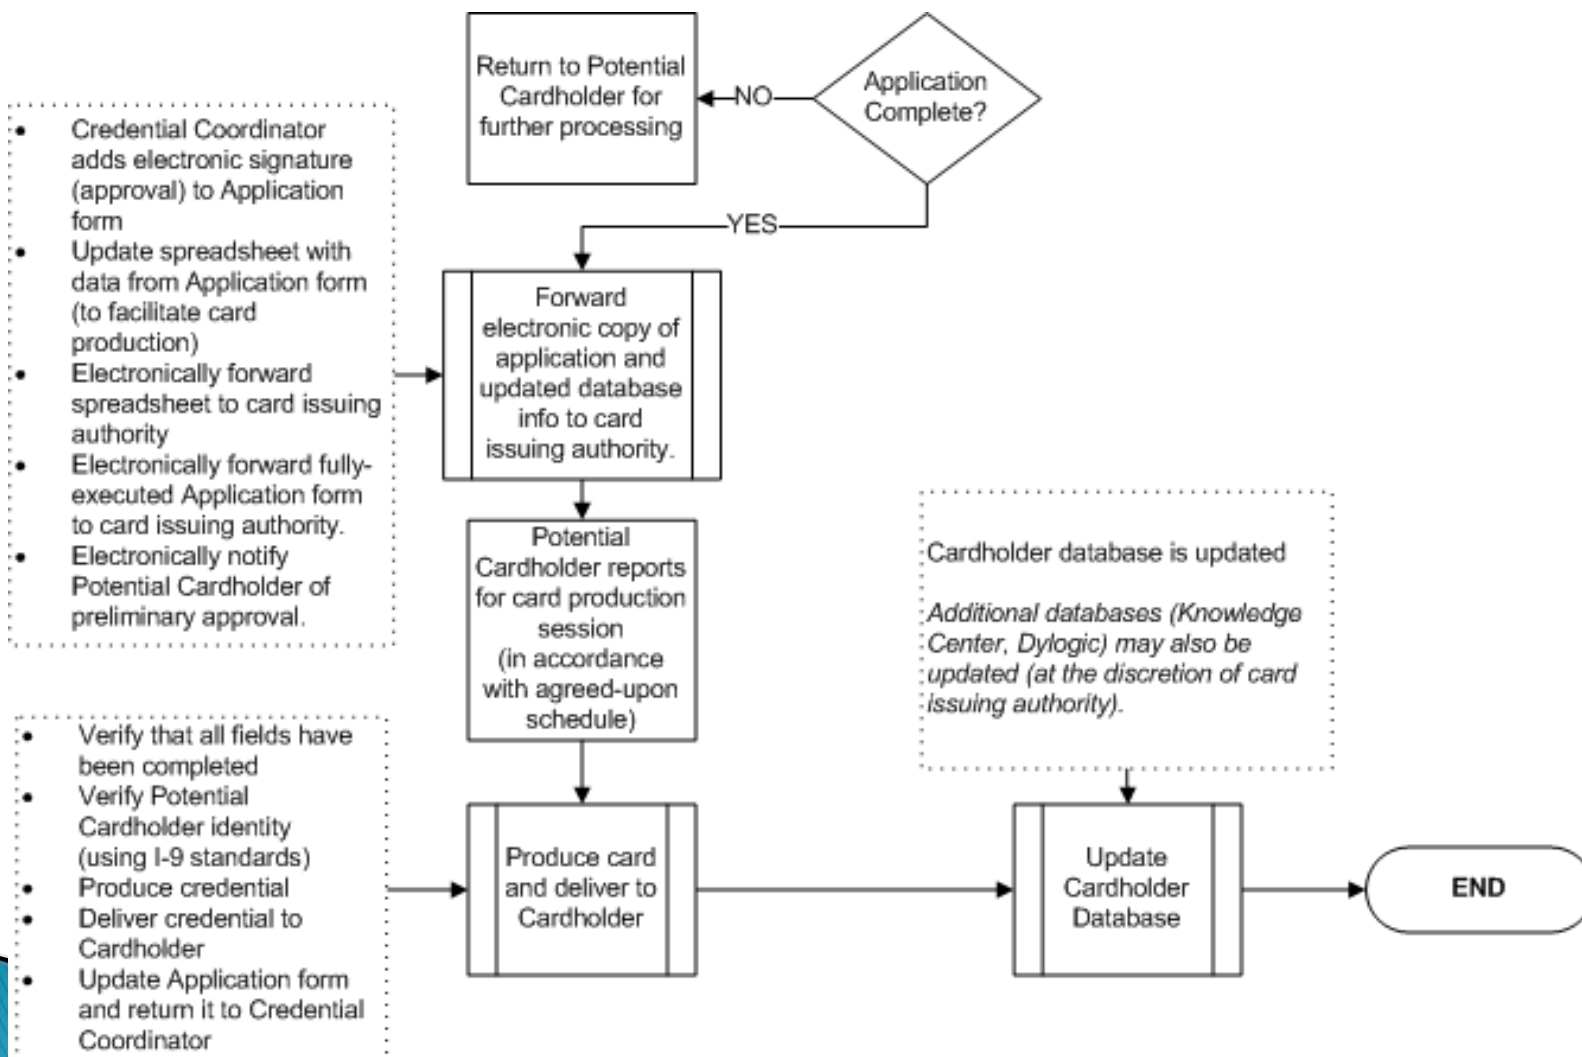 Return to Potential
Cardholder for
further processing
NO
Application
Complete?
YES
• Credential Coordinator
adds electronic signature
(approval) to Application
form
• Update spreadsheet with
data from Application form
(to facilitate card
production)
• Electronically forward
spreadsheet to card issuing
authority
• Electronically forward fully-
executed Application form
to card issuing authority.
• Electronically notify
Potential Cardholder of
preliminary approval.
Forward
electronic copy of
application and
updated database
info to card
issuing authority.
Potential
Cardholder reports
for card production
session
(in accordance
with agreed-upon
schedule)
Cardholder database is updated
Additional databases (Knowledge
Center, Dylogic) may also be
updated (at the discretion of card
issuing authority).
• Verify that all fields have
been completed
• Verify Potential
Cardholder identity
(using I-9 standards)
• Produce credential
• Deliver credential to
Cardholder
• Update Application form
and return it to Credential
Coordinator
Produce card
and deliver to
Cardholder
Update
Cardholder
Database
END